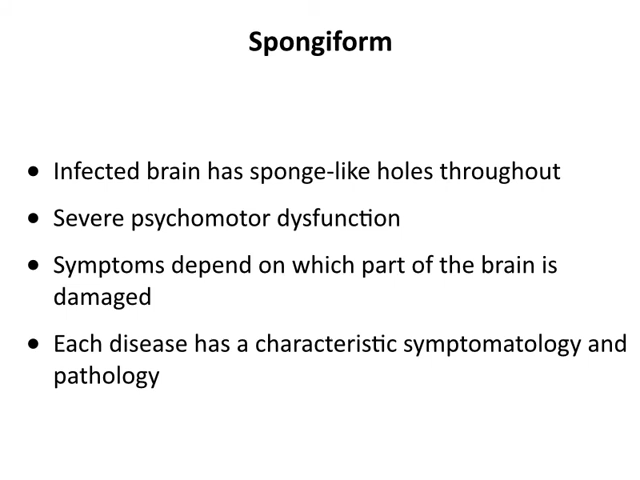 Spongiform
• Infected brain has sponge-like holes throughout
• Severe psychomotor dysfunction
• Symptoms depend on which part of the brain is
damaged
• Each disease has a characteristic symptomatology and
pathology